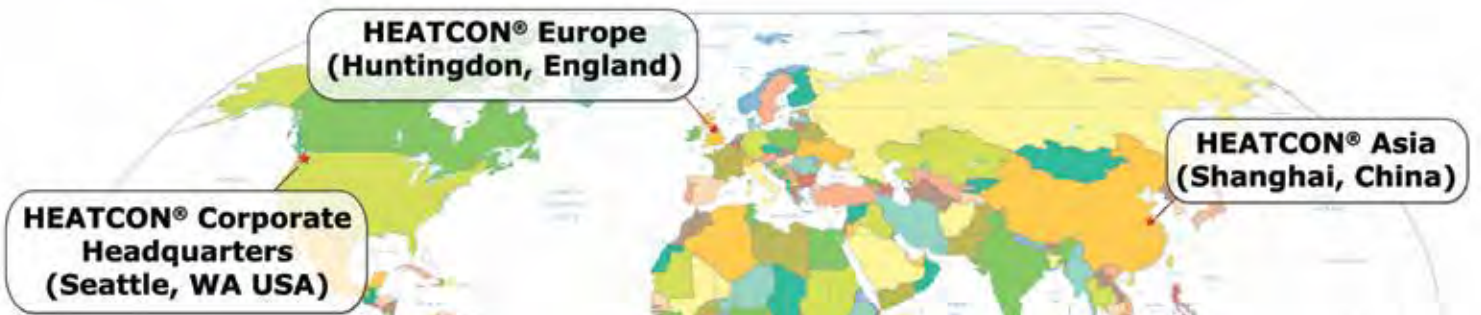 HEATCON® Europe
(Huntingdon, England)
HEATCON® Asia
(Shanghai, China)
HEATCON® Corporate
Headquarters
(Seattle, WA USA)